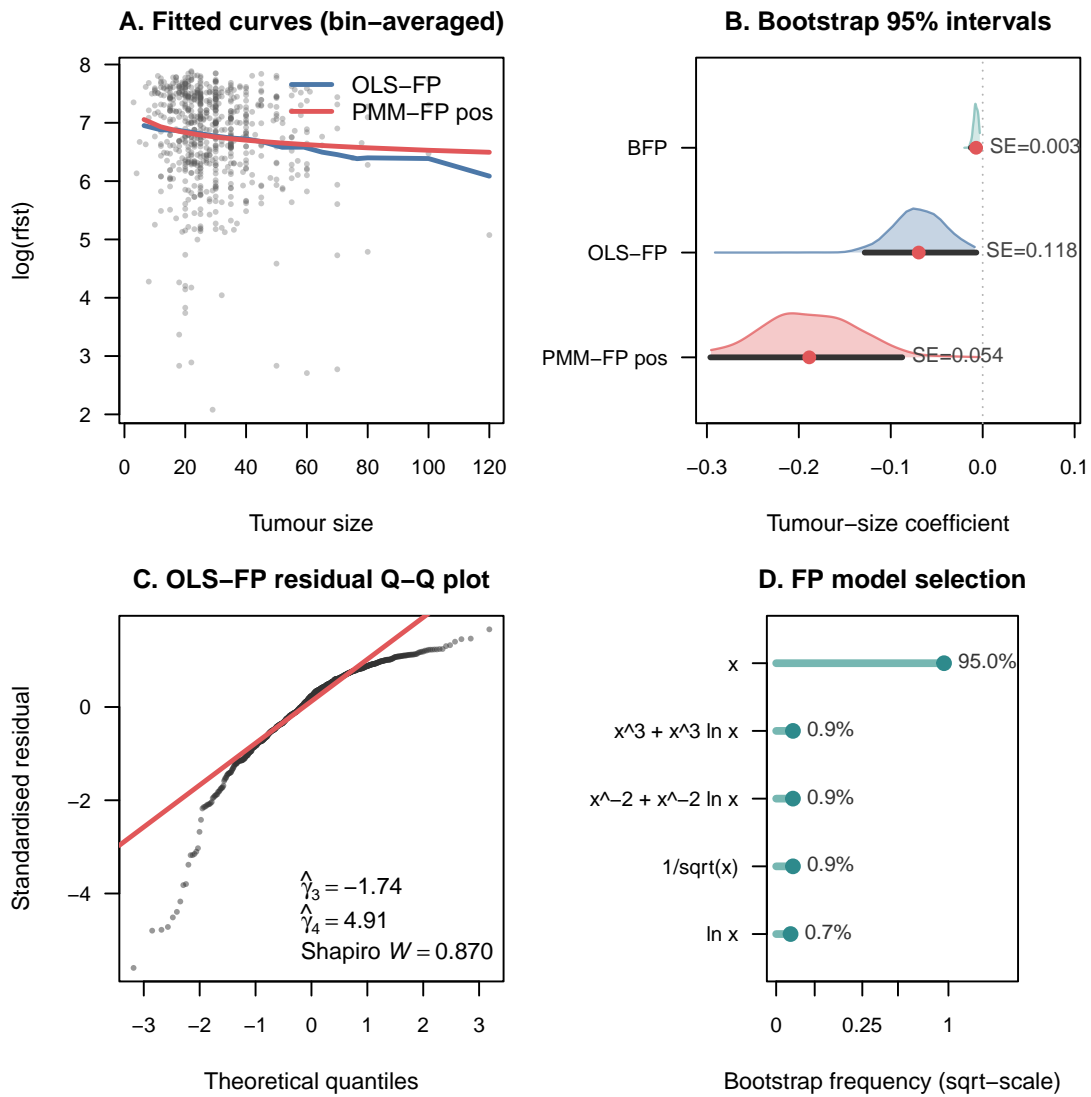 A. Fitted curves (bin−averaged)
8
7
6
5
4
3
2
log(rfst)
OLS−FP
PMM−FP pos
0 20 40 60 80 100 120
Tumour size
B. Bootstrap 95% intervals
BFP
OLS−FP
PMM−FP pos
SE=0.003
SE=0.118
SE=0.054
−0.3 −0.2 −0.1 0.0 0.1
Tumour−size coefficient
C. OLS−FP residual Q−Q plot
0
−2
−4
Standardised residual
γ̂₃ = −1.74
γ̂₄ = 4.91
Shapiro W = 0.870
−3 −2 −1 0 1 2 3
Theoretical quantiles
D. FP model selection
x 95.0%
x^3 + x^3 ln x 0.9%
x^−2 + x^−2 ln x 0.9%
1/sqrt(x) 0.9%
ln x 0.7%
0 0.25 1
Bootstrap frequency (sqrt−scale)